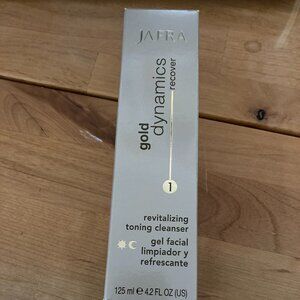 JAFRA
gold
dynamics
recover
1
revitalizing
toning cleanser
gel facial
limpiador y
refrescante
125 ml e 4.2 FL OZ (US)